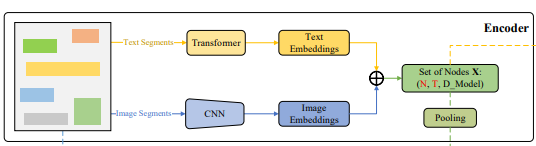 Encoder
Text Segments
Transformer
Text
Embeddings
Set of Nodes X:
(N, T, D_Model)
Image Segments
CNN
Image
Embeddings
Pooling